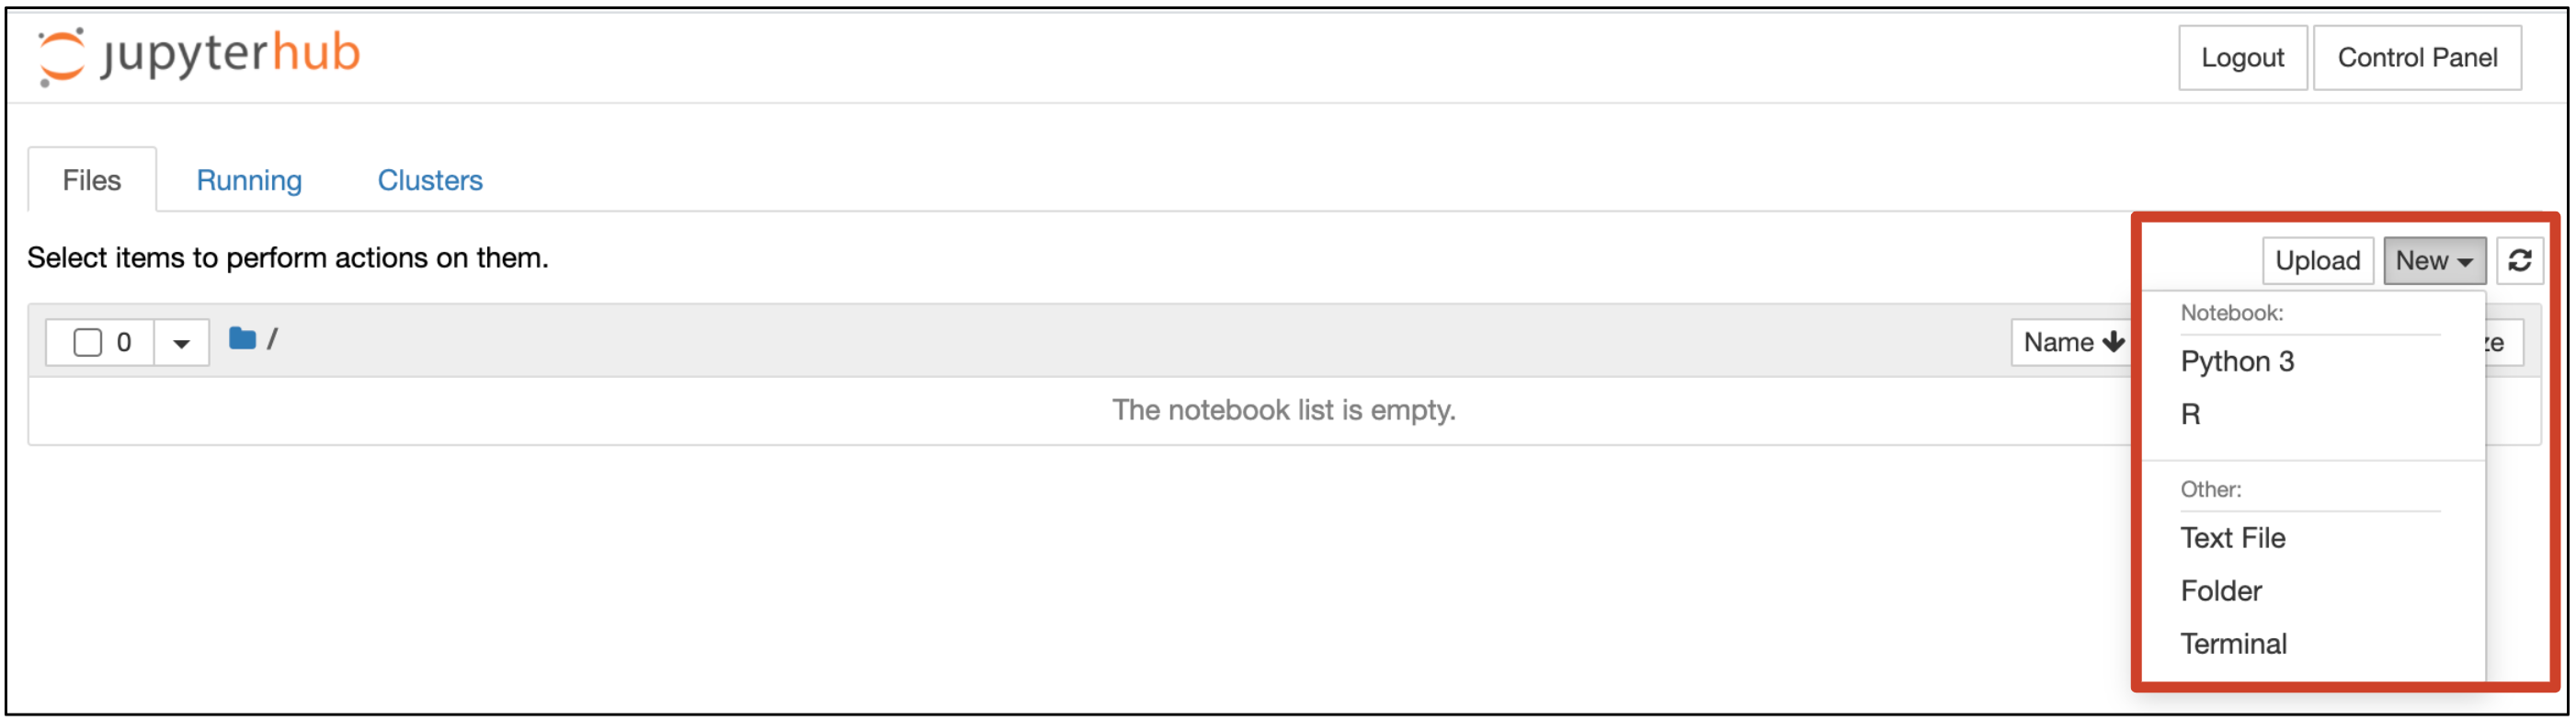 jupyterhub
Logout
Control Panel
Files
Running
Clusters
Select items to perform actions on them.
Upload
New
0
/
Name
The notebook list is empty.
Notebook:
Python 3
R
Other:
Text File
Folder
Terminal